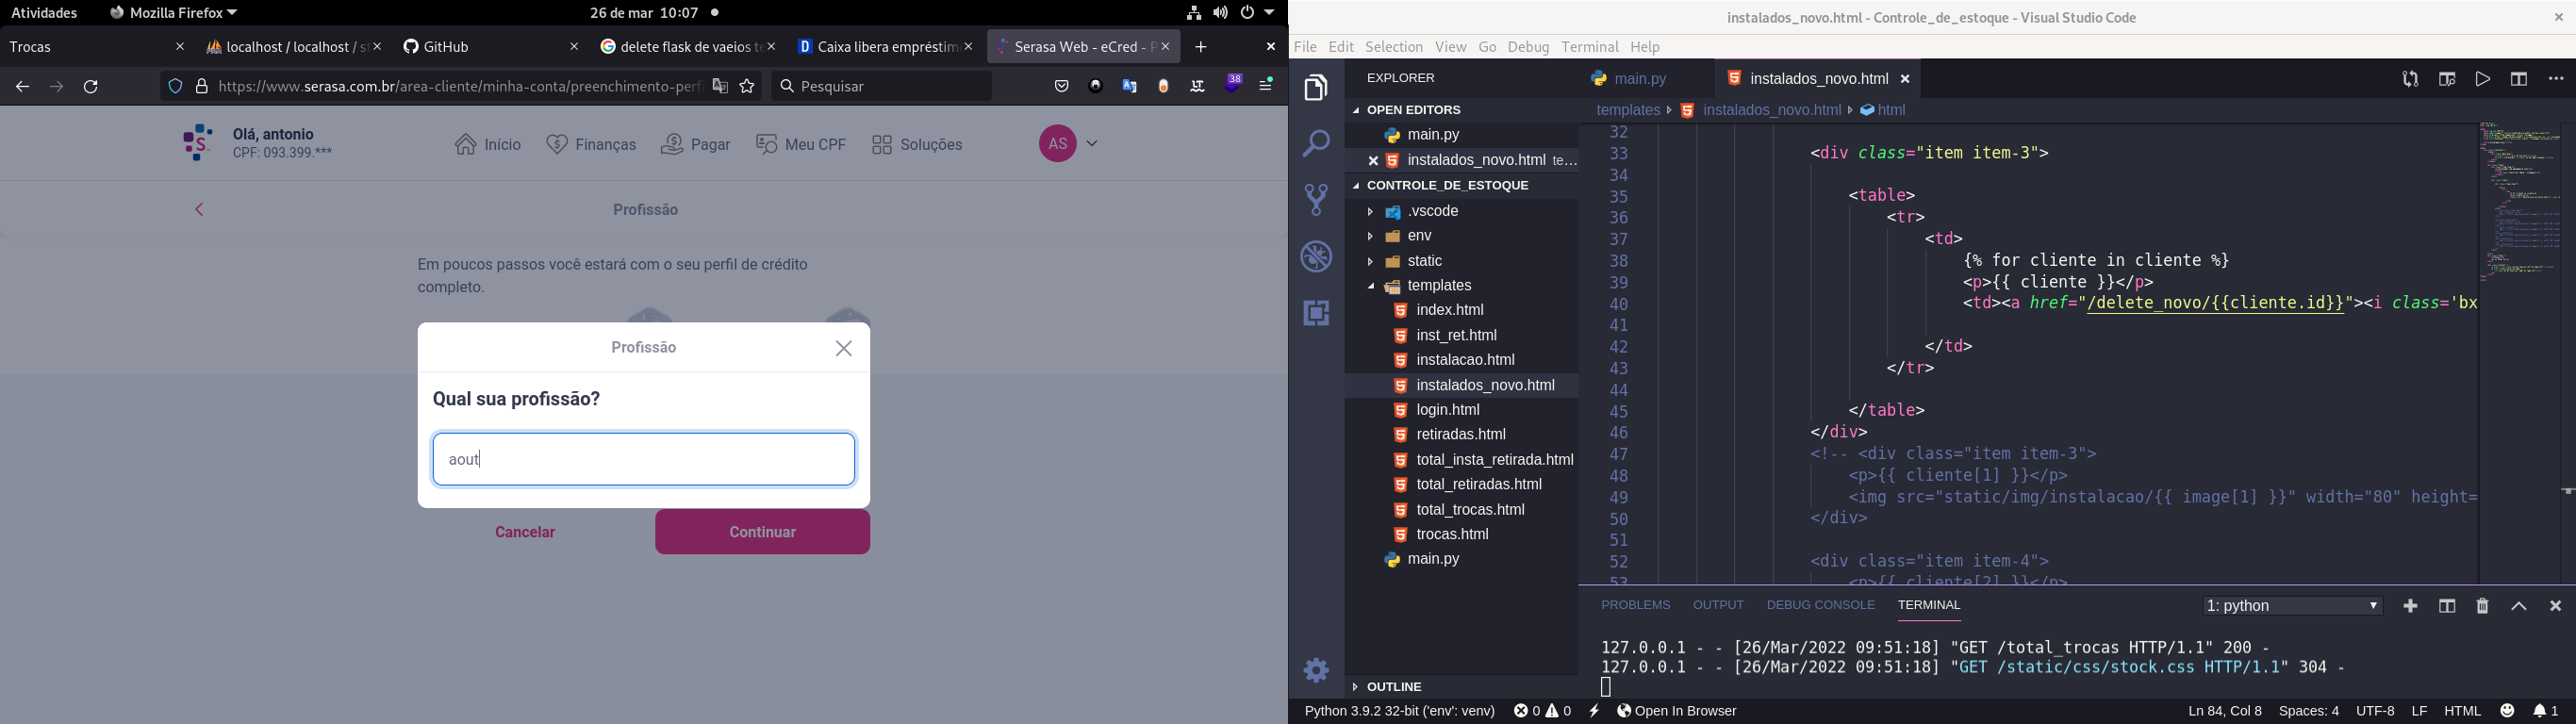 Atividades
Mozilla Firefox
26 de mar 10:07
Trocas
localhost / localhost / s
GitHub
delete flask de vaeios te
Caixa libera empréstim
Serasa Web - eCred - P
https://www.serasa.com.br/area-cliente/minha-conta/preenchimento-perfi
Pesquisar
38
Olá, antonio
CPF: 093.399.***
Início
Finanças
Pagar
Meu CPF
Soluções
AS
Profissão
Em poucos passos você estará com o seu perfil de crédito
completo.
Profissão
Qual sua profissão?
aout
Cancelar
Continuar
instalados_novo.html - Controle_de_estoque - Visual Studio Code
File Edit Selection View Go Debug Terminal Help
EXPLORER
OPEN EDITORS
main.py
instalados_novo.html te...
CONTROLE_DE_ESTOQUE
.vscode
env
static
templates
index.html
inst_ret.html
instalacao.html
instalados_novo.html
login.html
retiradas.html
total_insta_retirada.html
total_retiradas.html
total_trocas.html
trocas.html
main.py
OUTLINE
main.py
instalados_novo.html
templates instalados_novo.html html
32
33 <div class="item item-3">
34
35 <table>
36 <tr>
37 <td>
38 {% for cliente in cliente %}
39 <p>{{ cliente }}</p>
40 <td><a href="/delete_novo/{{cliente.id}}"><i class='bx
41
42 </td>
43 </tr>
44
45 </table>
46 </div>
47 <!-- <div class="item item-3">
48 <p>{{ cliente[1] }}</p>
49 <img src="static/img/instalacao/{{ image[1] }}" width="80" height=
50 </div>
51
52 <div class="item item-4">
53 <p>{{ cliente[2] }}</p>
PROBLEMS OUTPUT DEBUG CONSOLE TERMINAL
1: python
127.0.0.1 - - [26/Mar/2022 09:51:18] "GET /total_trocas HTTP/1.1" 200 -
127.0.0.1 - - [26/Mar/2022 09:51:18] "GET /static/css/stock.css HTTP/1.1" 304 -
Python 3.9.2 32-bit ('env': venv)
0 0
Open In Browser
Ln 84, Col 8
Spaces: 4
UTF-8
LF
HTML
1